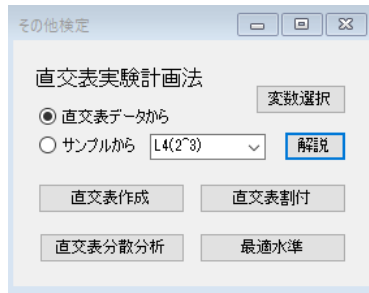 その他検定
直交表実験計画法
変数選択
直交表データから
サンプルから L4(2^3) 解説
直交表作成 直交表割付
直交表分散分析 最適水準